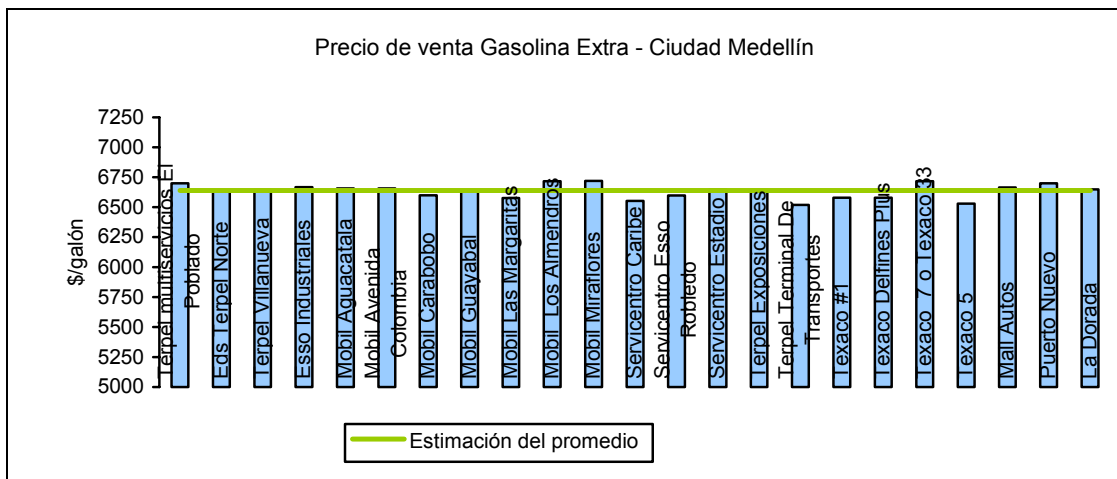 Precio de venta Gasolina Extra - Ciudad Medellín
$/galón
7250
7000
6750
6500
6250
6000
5750
5500
5250
5000
Terpel multiservicios El
Poblado
Eds Terpel Norte
Terpel Villanueva
Esso Industriales
Mobil Aguacatala
Mobil Avenida
Colombia
Mobil Carabobo
Mobil Guayabal
Mobil Las Margaritas
Mobil Los Almendros
Mobil Miraflores
Servicentro Caribe
Servicentro Esso
Robledo
Servicentro Estadio
Terpel Exposiciones
Terpel Terminal De
Transportes
Texaco #1
Texaco Delfines Plus
Texaco 7 o Texaco 33
Texaco 5
Mall Autos
Puerto Nuevo
La Dorada
Estimación del promedio